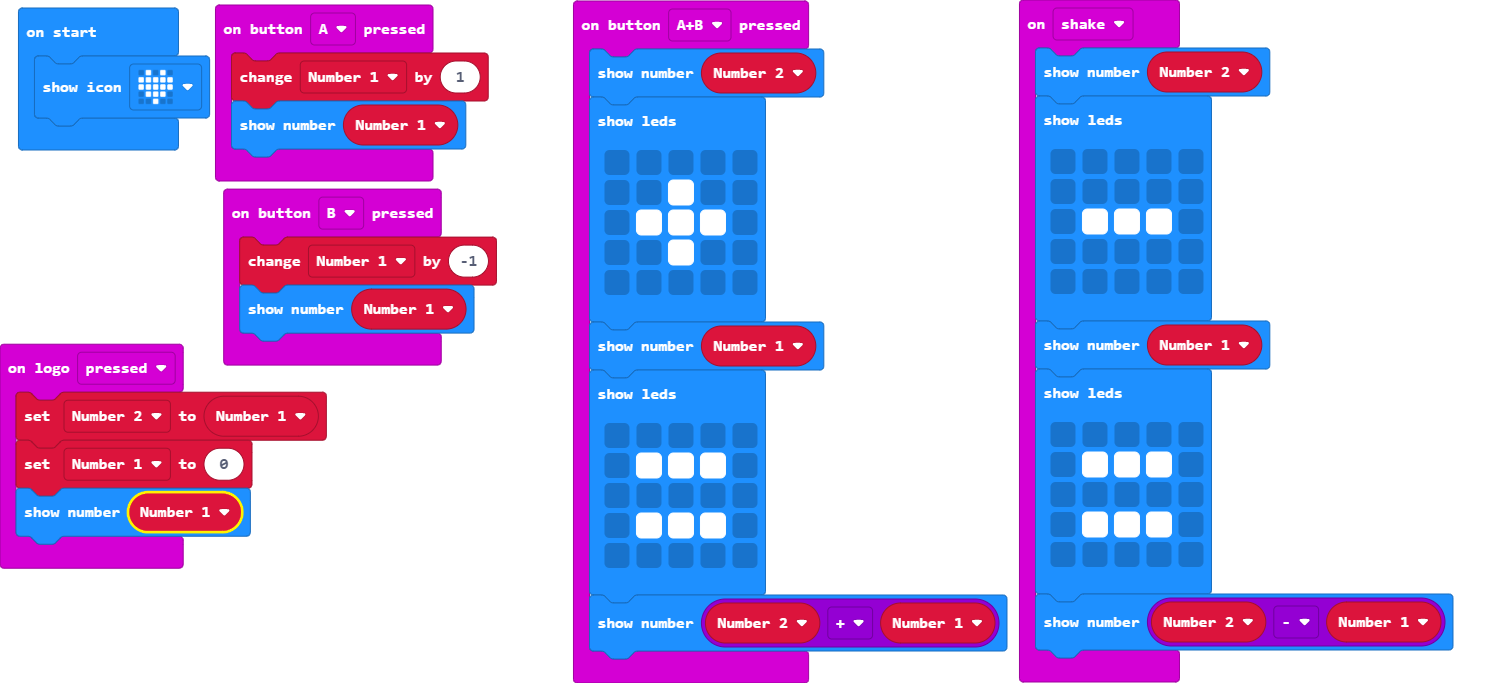 on start
show icon
on button A pressed
change Number 1 by 1
show number Number 1
on button B pressed
change Number 1 by -1
show number Number 1
on logo pressed
set Number 2 to Number 1
set Number 1 to 0
show number Number 1
on button A+B pressed
show number Number 2
show leds
show number Number 1
show leds
show number Number 2 + Number 1
on shake
show number Number 2
show leds
show number Number 1
show leds
show number Number 2 - Number 1